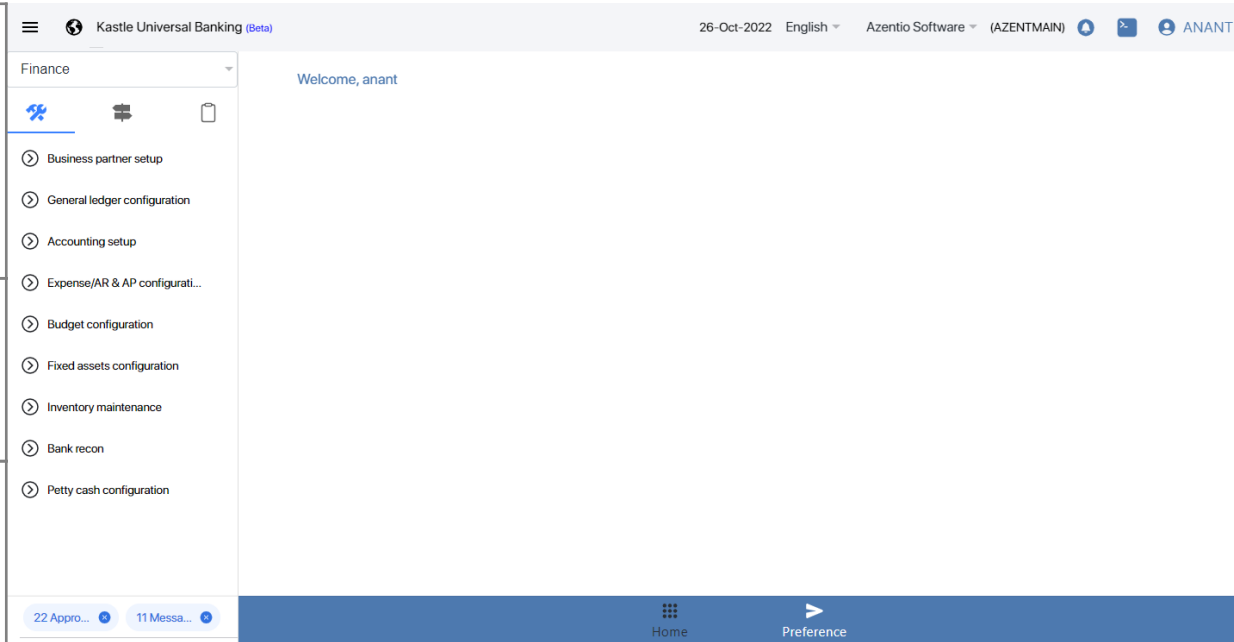 Kastle Universal Banking (Beta)
26-Oct-2022 English Azentio Software (AZENTMAIN) ANANT
Finance
Welcome, anant
Business partner setup
General ledger configuration
Accounting setup
Expense/AR & AP configurati...
Budget configuration
Fixed assets configuration
Inventory maintenance
Bank recon
Petty cash configuration
22 Appro... 11 Messa...
Home Preference